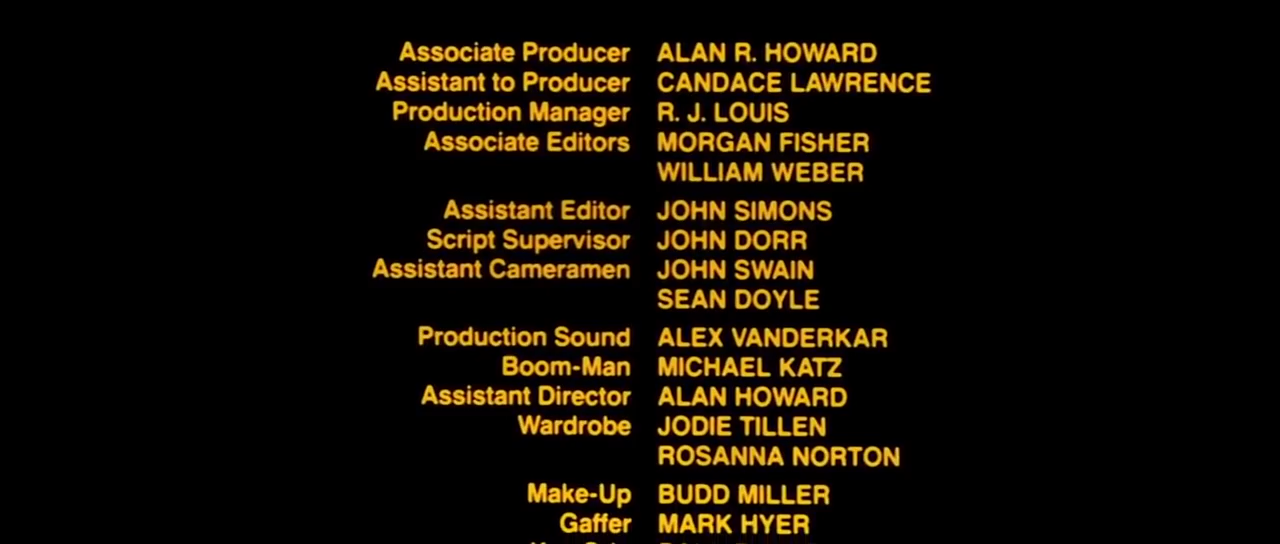 Associate Producer ALAN R. HOWARD
Assistant to Producer CANDACE LAWRENCE
Production Manager R. J. LOUIS
Associate Editors MORGAN FISHER
WILLIAM WEBER
Assistant Editor JOHN SIMONS
Script Supervisor JOHN DORR
Assistant Cameramen JOHN SWAIN
SEAN DOYLE
Production Sound ALEX VANDERKAR
Boom-Man MICHAEL KATZ
Assistant Director ALAN HOWARD
Wardrobe JODIE TILLEN
ROSANNA NORTON
Make-Up BUDD MILLER
Gaffer MARK HYER